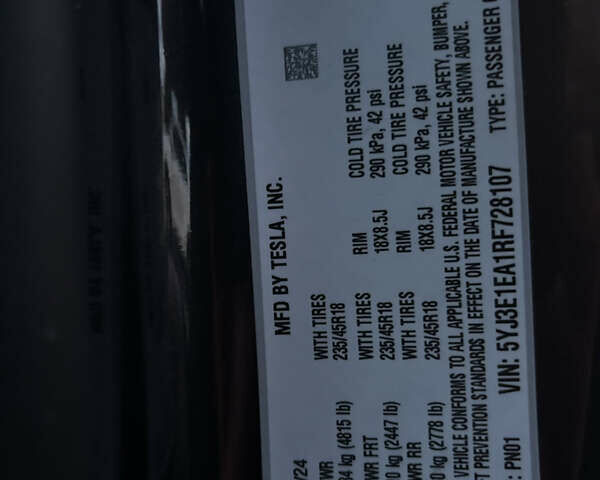 MFD BY TESLA, INC.
/24
WR WITH TIRES RIM COLD TIRE PRESSURE
34 kg (4815 lb) 235/45R18 18X8.5J 290 kPa, 42 psi
WR FRT WITH TIRES RIM COLD TIRE PRESSURE
0 kg (2447 lb) 235/45R18 18X8.5J 290 kPa, 42 psi
WR RR WITH TIRES
0 kg (2778 lb) 235/45R18
VEHICLE CONFORMS TO ALL APPLICABLE U.S. FEDERAL MOTOR VEHICLE SAFETY, BUMPER,
T PREVENTION STANDARDS IN EFFECT ON THE DATE OF MANUFACTURE SHOWN ABOVE.
: PN01 VIN: 5YJ3E1EA1RF728107 TYPE: PASSENGER